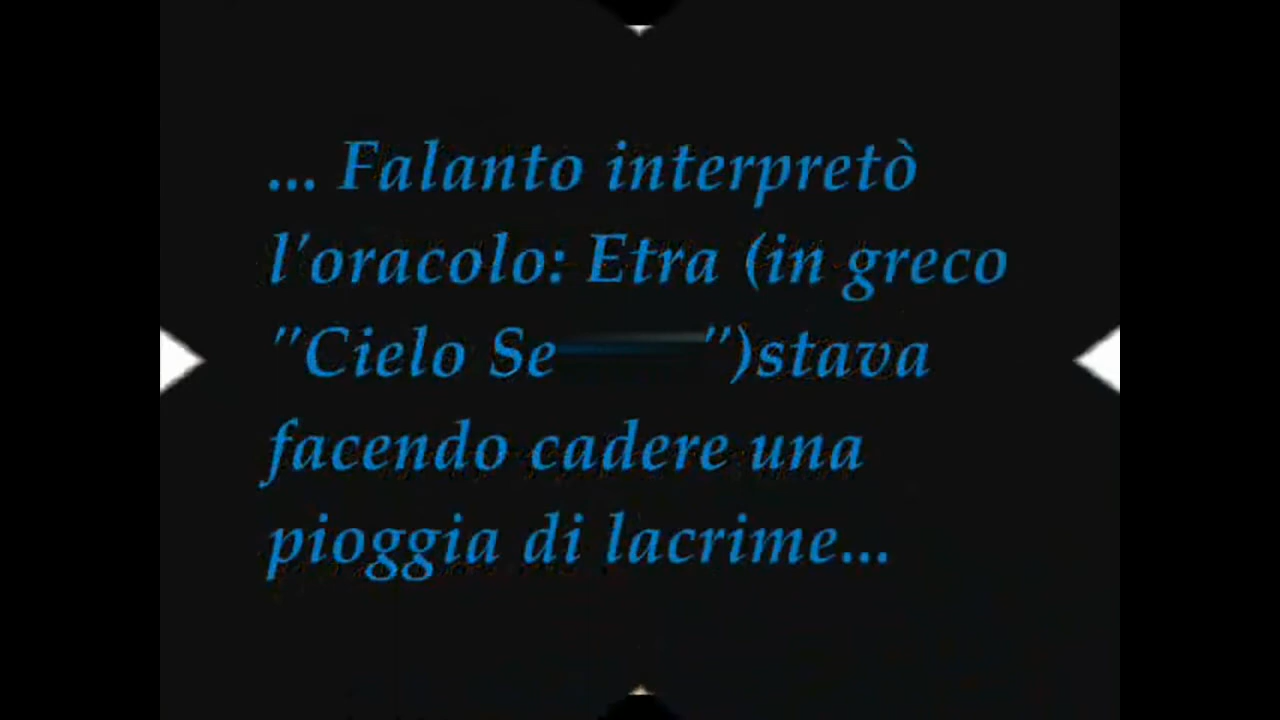 ... Falanto interpretò
l'oracolo: Etra (in greco
"Cielo Se ")stava
facendo cadere una
pioggia di lacrime...